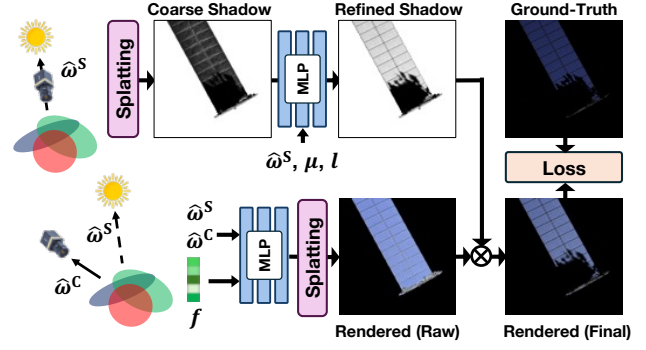 Coarse Shadow
Refined Shadow
Ground-Truth
ω̂ˢ
Splatting
MLP
ω̂ˢ, μ, l
Loss
ω̂ˢ
ω̂ᶜ
ω̂ˢ
ω̂ᶜ
f
MLP
Splatting
Rendered (Raw)
Rendered (Final)